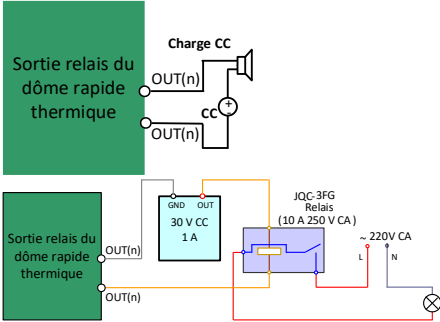 Charge CC
Sortie relais du
dôme rapide
thermique
OUT(n)
+
-
CC
OUT(n)
JQC-3FG
Relais
(10 A 250 V CA)
GND OUT
30 V CC
1 A
~ 220V CA
L N
Sortie relais du
dôme rapide
thermique
OUT(n)
OUT(n)